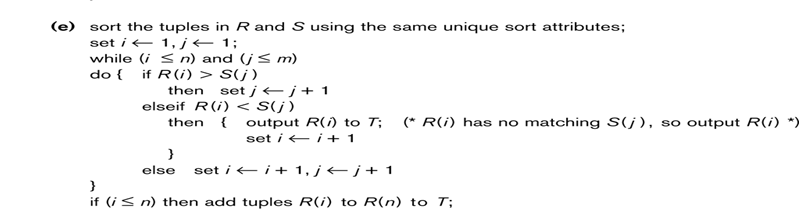 (e) sort the tuples in R and S using the same unique sort attributes;
set i ← 1, j ← 1;
while (i ≤ n) and (j ≤ m)
do { if R(i) > S(j)
then set j ← j + 1
elseif R(i) < S(j)
then { output R(i) to T; (* R(i) has no matching S(j), so output R(i) *)
set i ← i + 1
}
else set i ← i + 1, j ← j + 1
}
if (i ≤ n) then add tuples R(i) to R(n) to T;